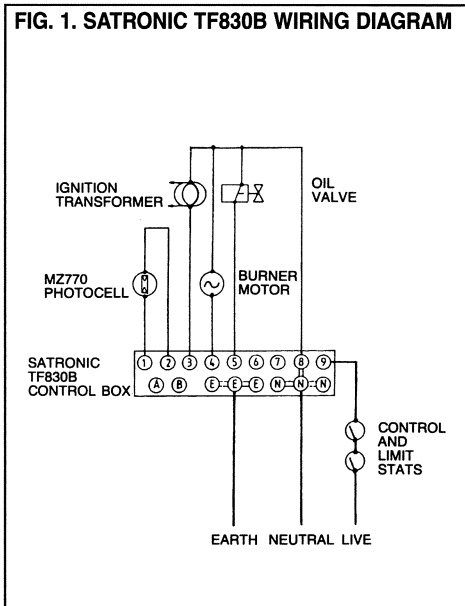 FIG. 1. SATRONIC TF830B WIRING DIAGRAM
IGNITION
TRANSFORMER
OIL
VALVE
MZ770
PHOTOCELL
BURNER
MOTOR
SATRONIC
TF830B
CONTROL BOX
1 2 3 4 5 6 7 8 9
A B E E E N N N
CONTROL
AND
LIMIT
STATS
EARTH NEUTRAL LIVE